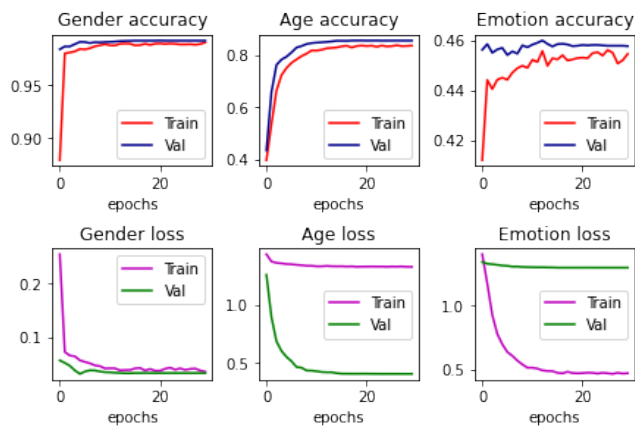 Gender accuracy
0.95
0.90
Train
Val
0
20
epochs
Age accuracy
0.8
0.6
0.4
Train
Val
0
20
epochs
Emotion accuracy
0.46
0.44
0.42
Train
Val
0
20
epochs
Gender loss
0.2
0.1
Train
Val
0
20
epochs
Age loss
1.0
0.5
Train
Val
0
20
epochs
Emotion loss
1.0
0.5
Train
Val
0
20
epochs